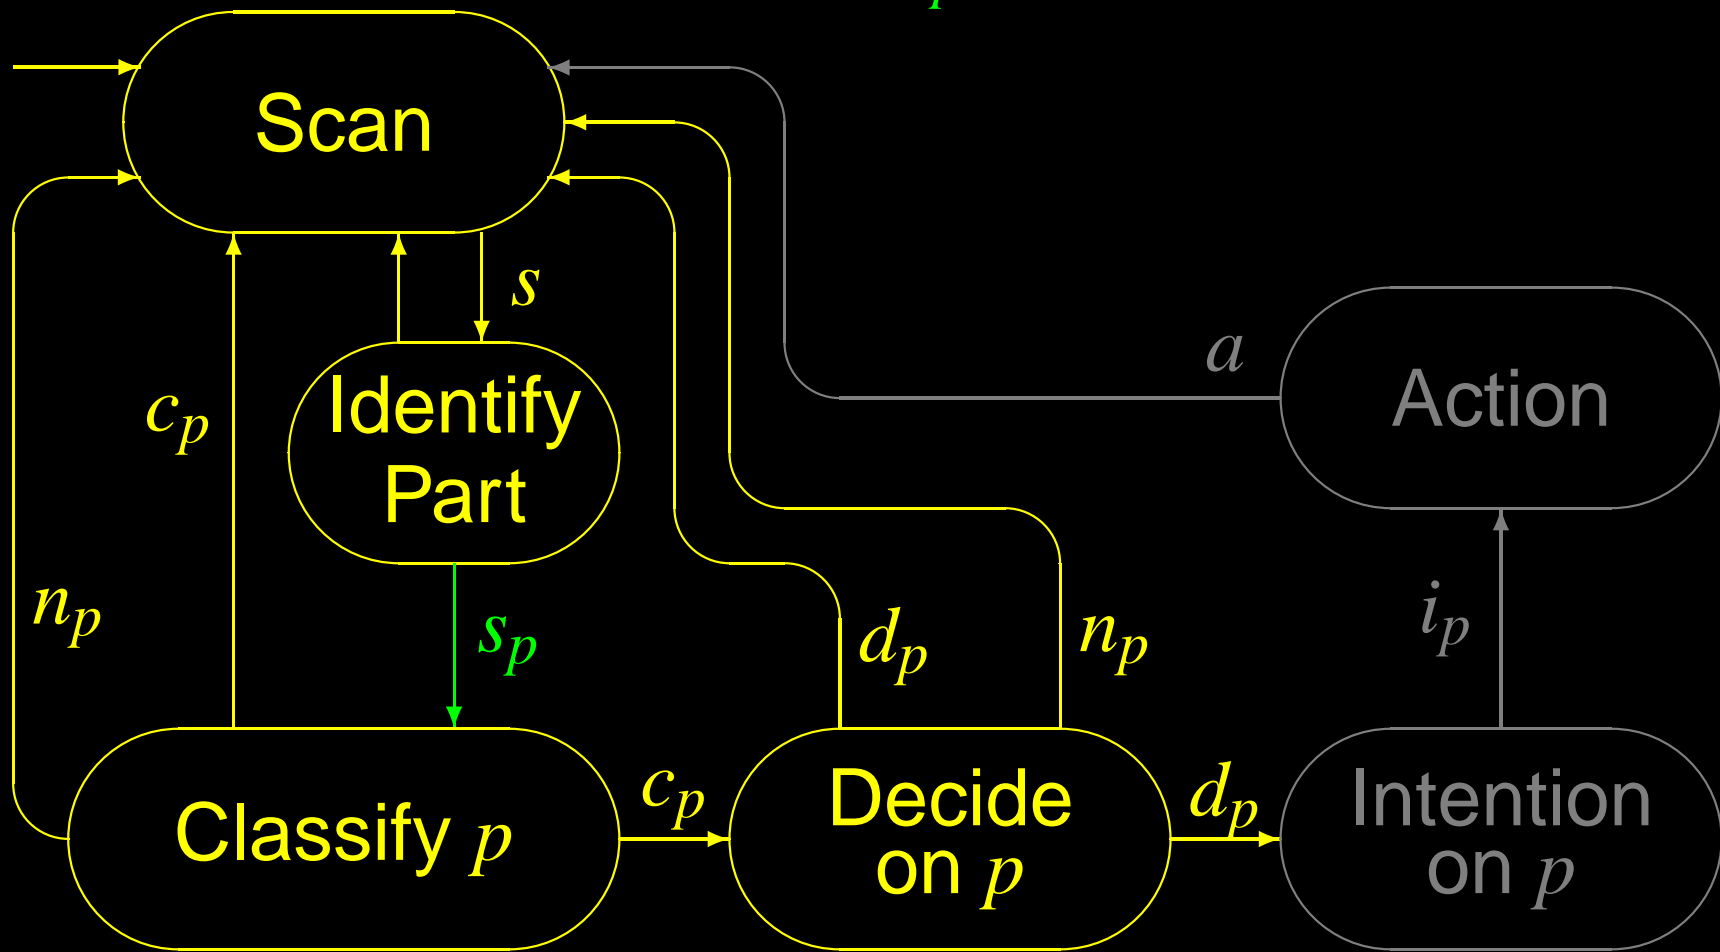 Scan
s
Identify
Part
a
Action
c_p
n_p
s_p
d_p
n_p
i_p
Classify p
c_p
Decide
on p
d_p
Intention
on p